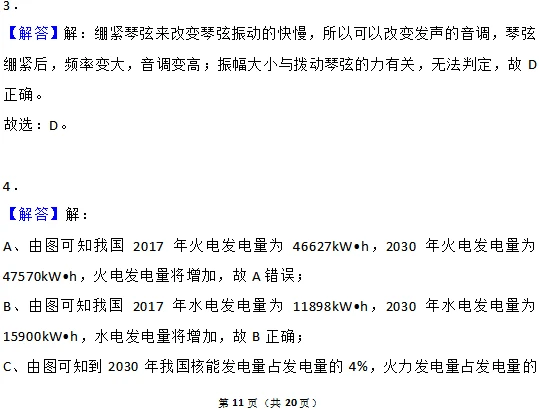 3．
【解答】解：绷紧琴弦来改变琴弦振动的快慢，所以可以改变发声的音调，琴弦
绷紧后，频率变大，音调变高；振幅大小与拨动琴弦的力有关，无法判定，故 D
正确。
故选：D。
4．
【解答】解：
A、由图可知我国 2017 年火电发电量为 46627kW•h，2030 年火电发电量为
47570kW•h，火电发电量将增加，故 A 错误；
B、由图可知我国 2017 年水电发电量为 11898kW•h，2030 年水电发电量为
15900kW•h，水电发电量将增加，故 B 正确；
C、由图可知到 2030 年我国核能发电量占发电量的 4%，火力发电量占发电量的
第 11 页（共 20 页）